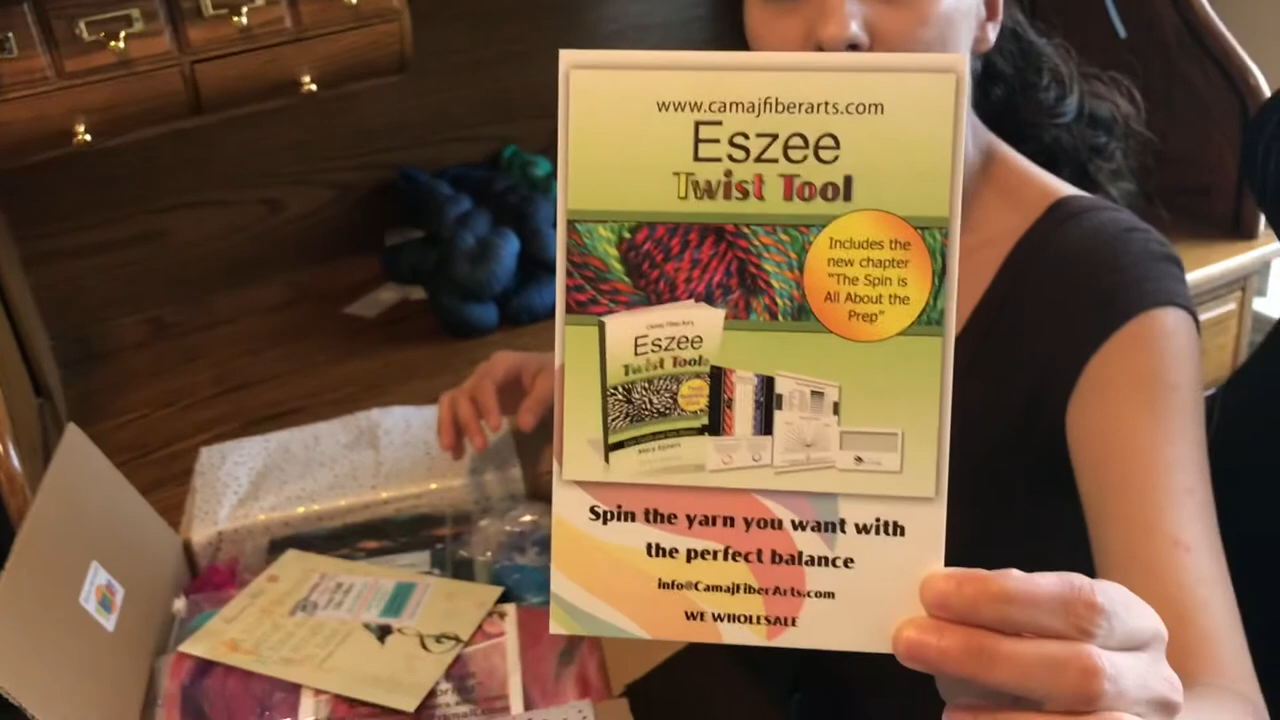 www.camajfiberarts.com
Eszee
Twist Tool
Includes the
new chapter
"The Spin is
All About the
Prep"
Eszee
Twist Tool
Spin the yarn you want with
the perfect balance
info@CamajFiberArts.com
WE WHOLESALE